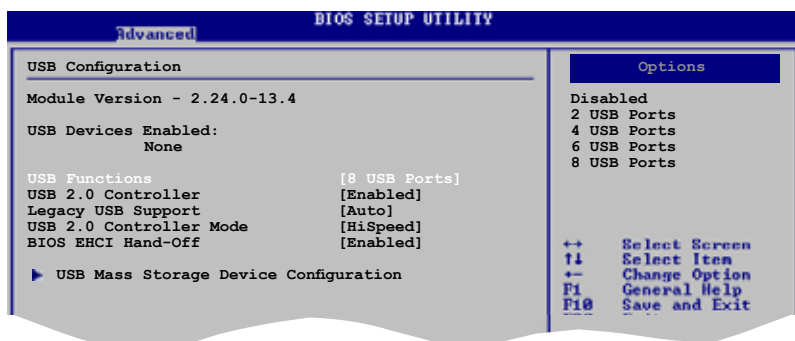 BIOS SETUP UTILITY
Advanced
USB Configuration
Module Version - 2.24.0-13.4
USB Devices Enabled:
None
USB Functions [8 USB Ports]
USB 2.0 Controller [Enabled]
Legacy USB Support [Auto]
USB 2.0 Controller Mode [HiSpeed]
BIOS EHCI Hand-Off [Enabled]
USB Mass Storage Device Configuration
Options
Disabled
2 USB Ports
4 USB Ports
6 USB Ports
8 USB Ports
↔ Select Screen
↑↓ Select Item
+- Change Option
F1 General Help
F10 Save and Exit